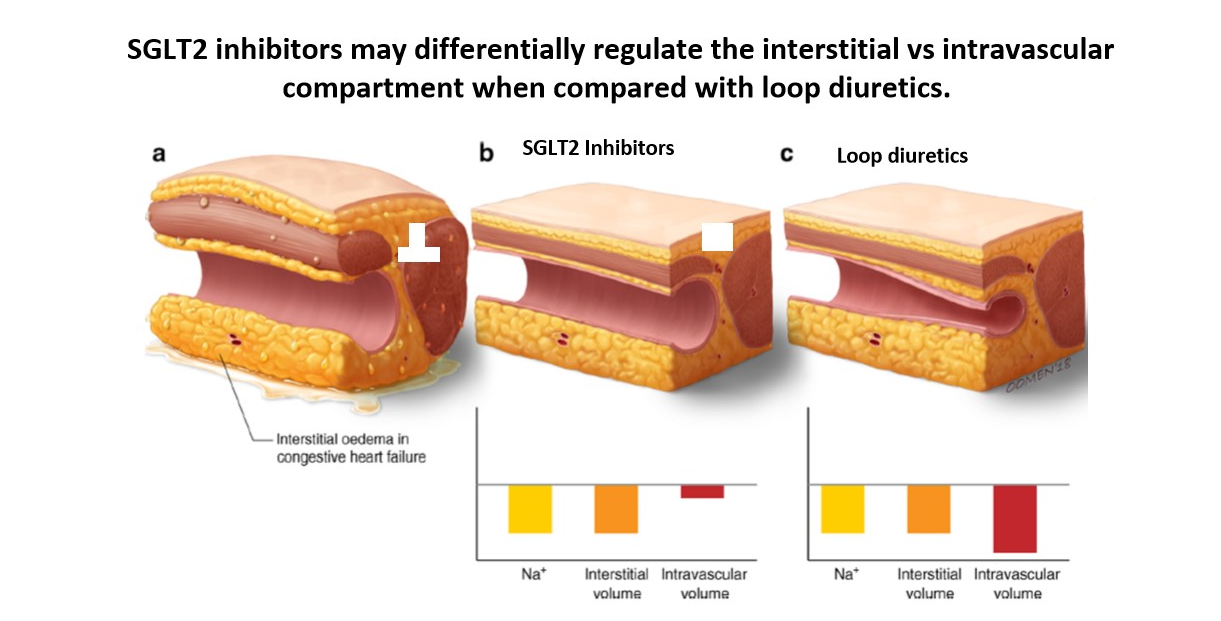 SGLT2 inhibitors may differentially regulate the interstitial vs intravascular
compartment when compared with loop diuretics.
a
b
SGLT2 Inhibitors
c
Loop diuretics
COMEN'18
Interstitial oedema in
congestive heart failure
Na⁺
Interstitial
volume
Intravascular
volume
Na⁺
Interstitial
volume
Intravascular
volume